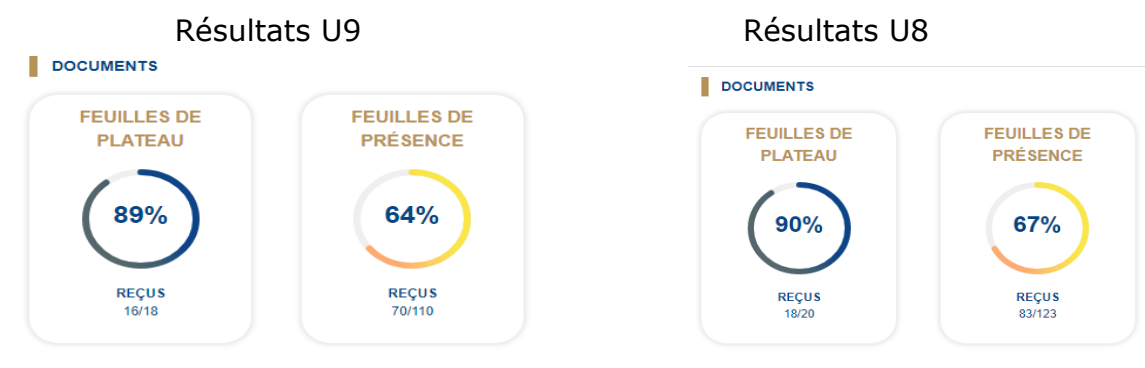 Résultats U9
DOCUMENTS
FEUILLES DE
PLATEAU
89%
REÇUS
16/18
FEUILLES DE
PRÉSENCE
64%
REÇUS
70/110
Résultats U8
DOCUMENTS
FEUILLES DE
PLATEAU
90%
REÇUS
18/20
FEUILLES DE
PRÉSENCE
67%
REÇUS
83/123